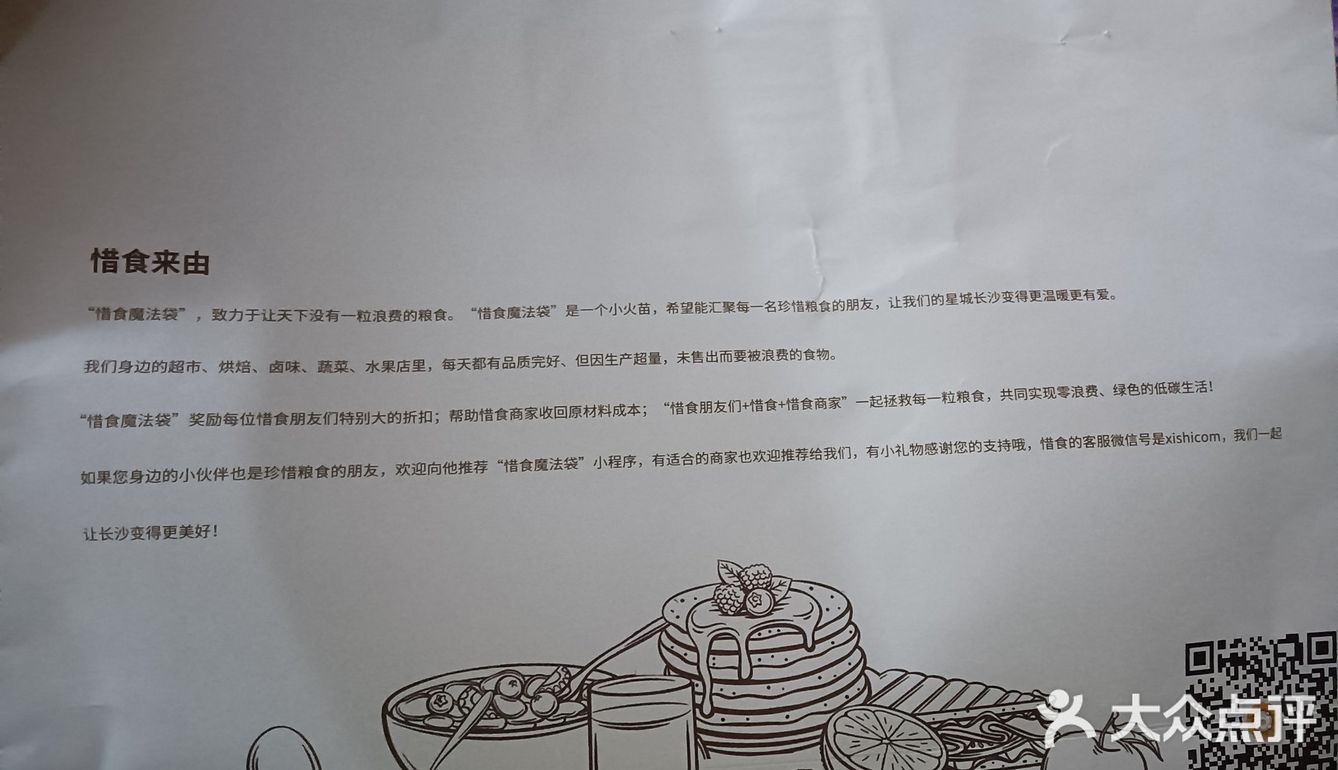 惜食来由
“惜食魔法袋”，致力于让天下没有一粒浪费的粮食。“惜食魔法袋”是一个小火苗，希望能汇聚每一名珍惜粮食的朋友，让我们的星城长沙变得更温暖更有爱。
我们身边的超市、烘焙、卤味、蔬菜、水果店里，每天都有品质完好、但因生产超量，未售出而要被浪费的食物。
“惜食魔法袋”奖励每位惜食朋友们特别大的折扣；帮助惜食商家收回原材料成本；“惜食朋友们+惜食+惜食商家”一起拯救每一粒粮食，共同实现零浪费、绿色的低碳生活！
如果您身边的小伙伴也是珍惜粮食的朋友，欢迎向他推荐“惜食魔法袋”小程序，有适合的商家也欢迎推荐给我们，有小礼物感谢您的支持哦，惜食的客服微信号是xishicom，我们一起
让长沙变得更美好！
大众点评